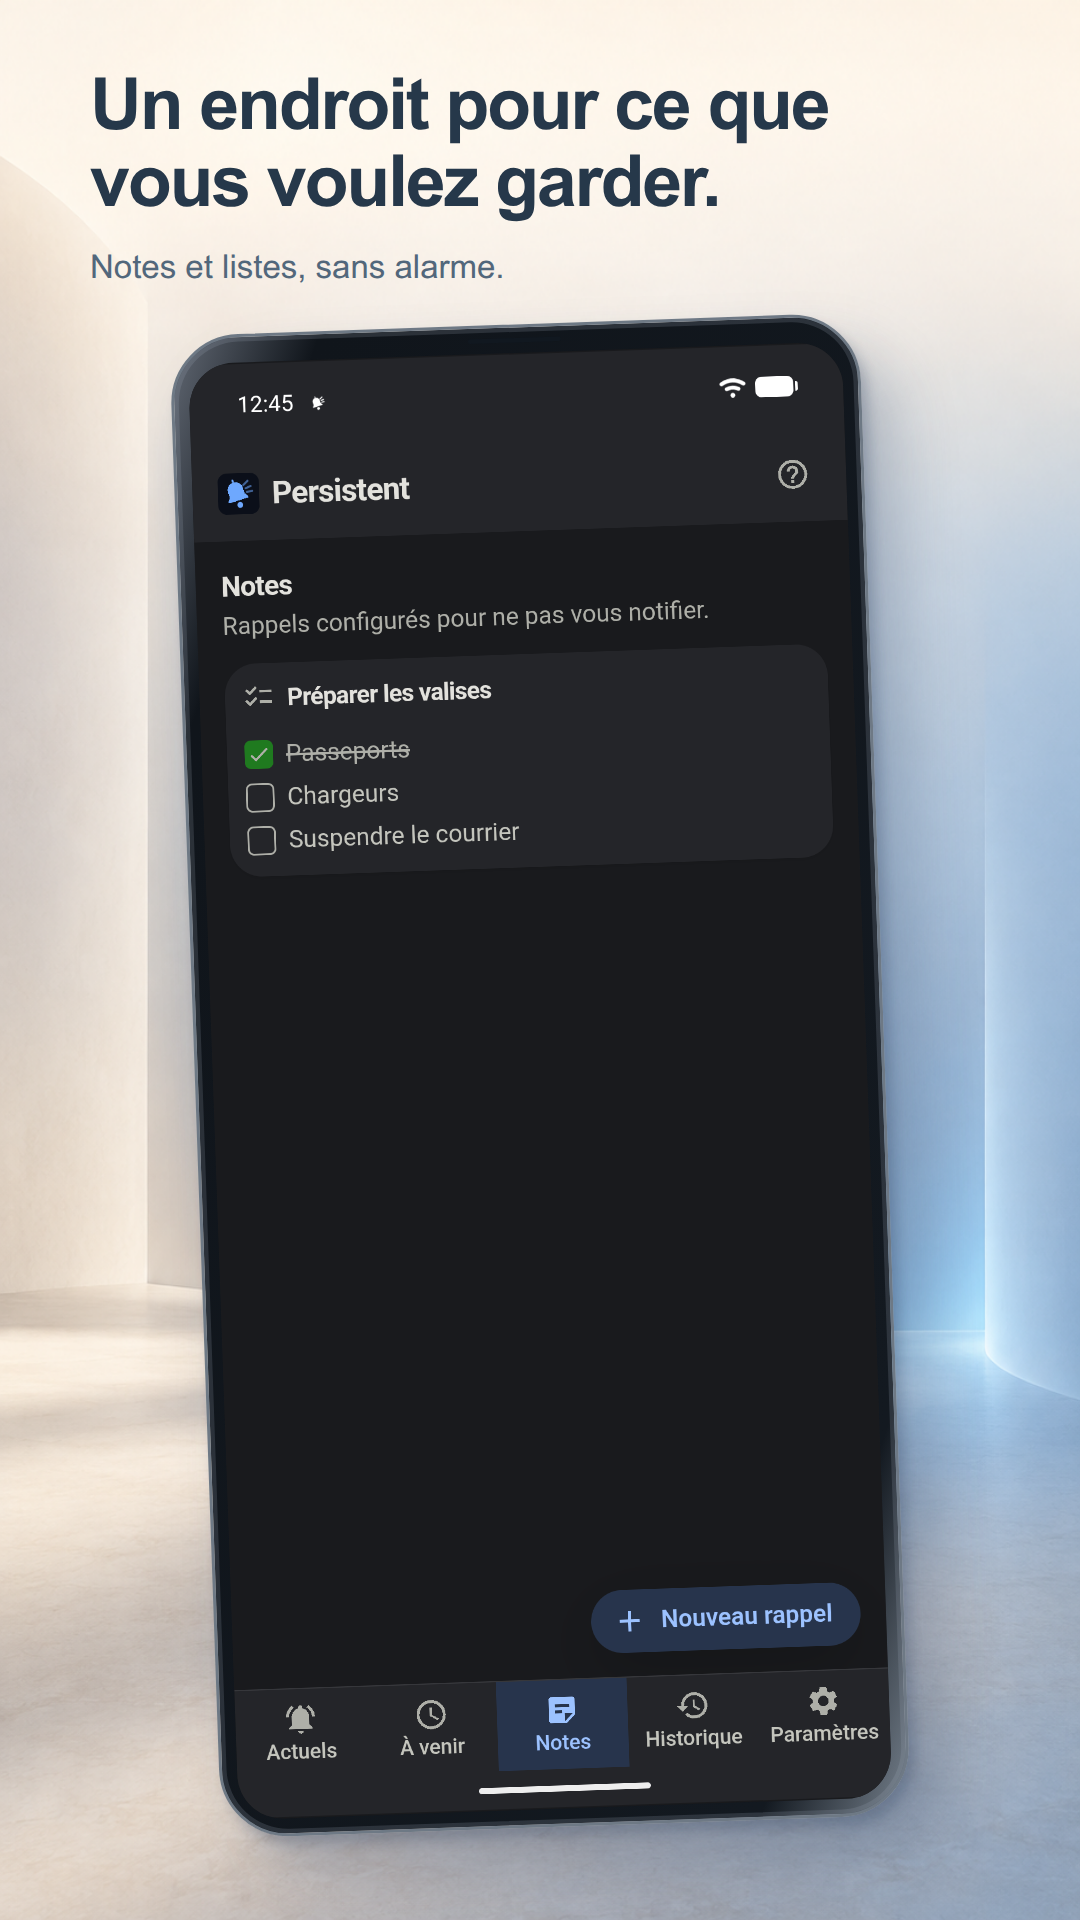 Un endroit pour ce que
vous voulez garder.
Notes et listes, sans alarme.
12:45
Persistent
Notes
Rappels configurés pour ne pas vous notifier.
Préparer les valises
Passeports
Chargeurs
Suspendre le courrier
Nouveau rappel
Actuels
À venir
Notes
Historique
Paramètres